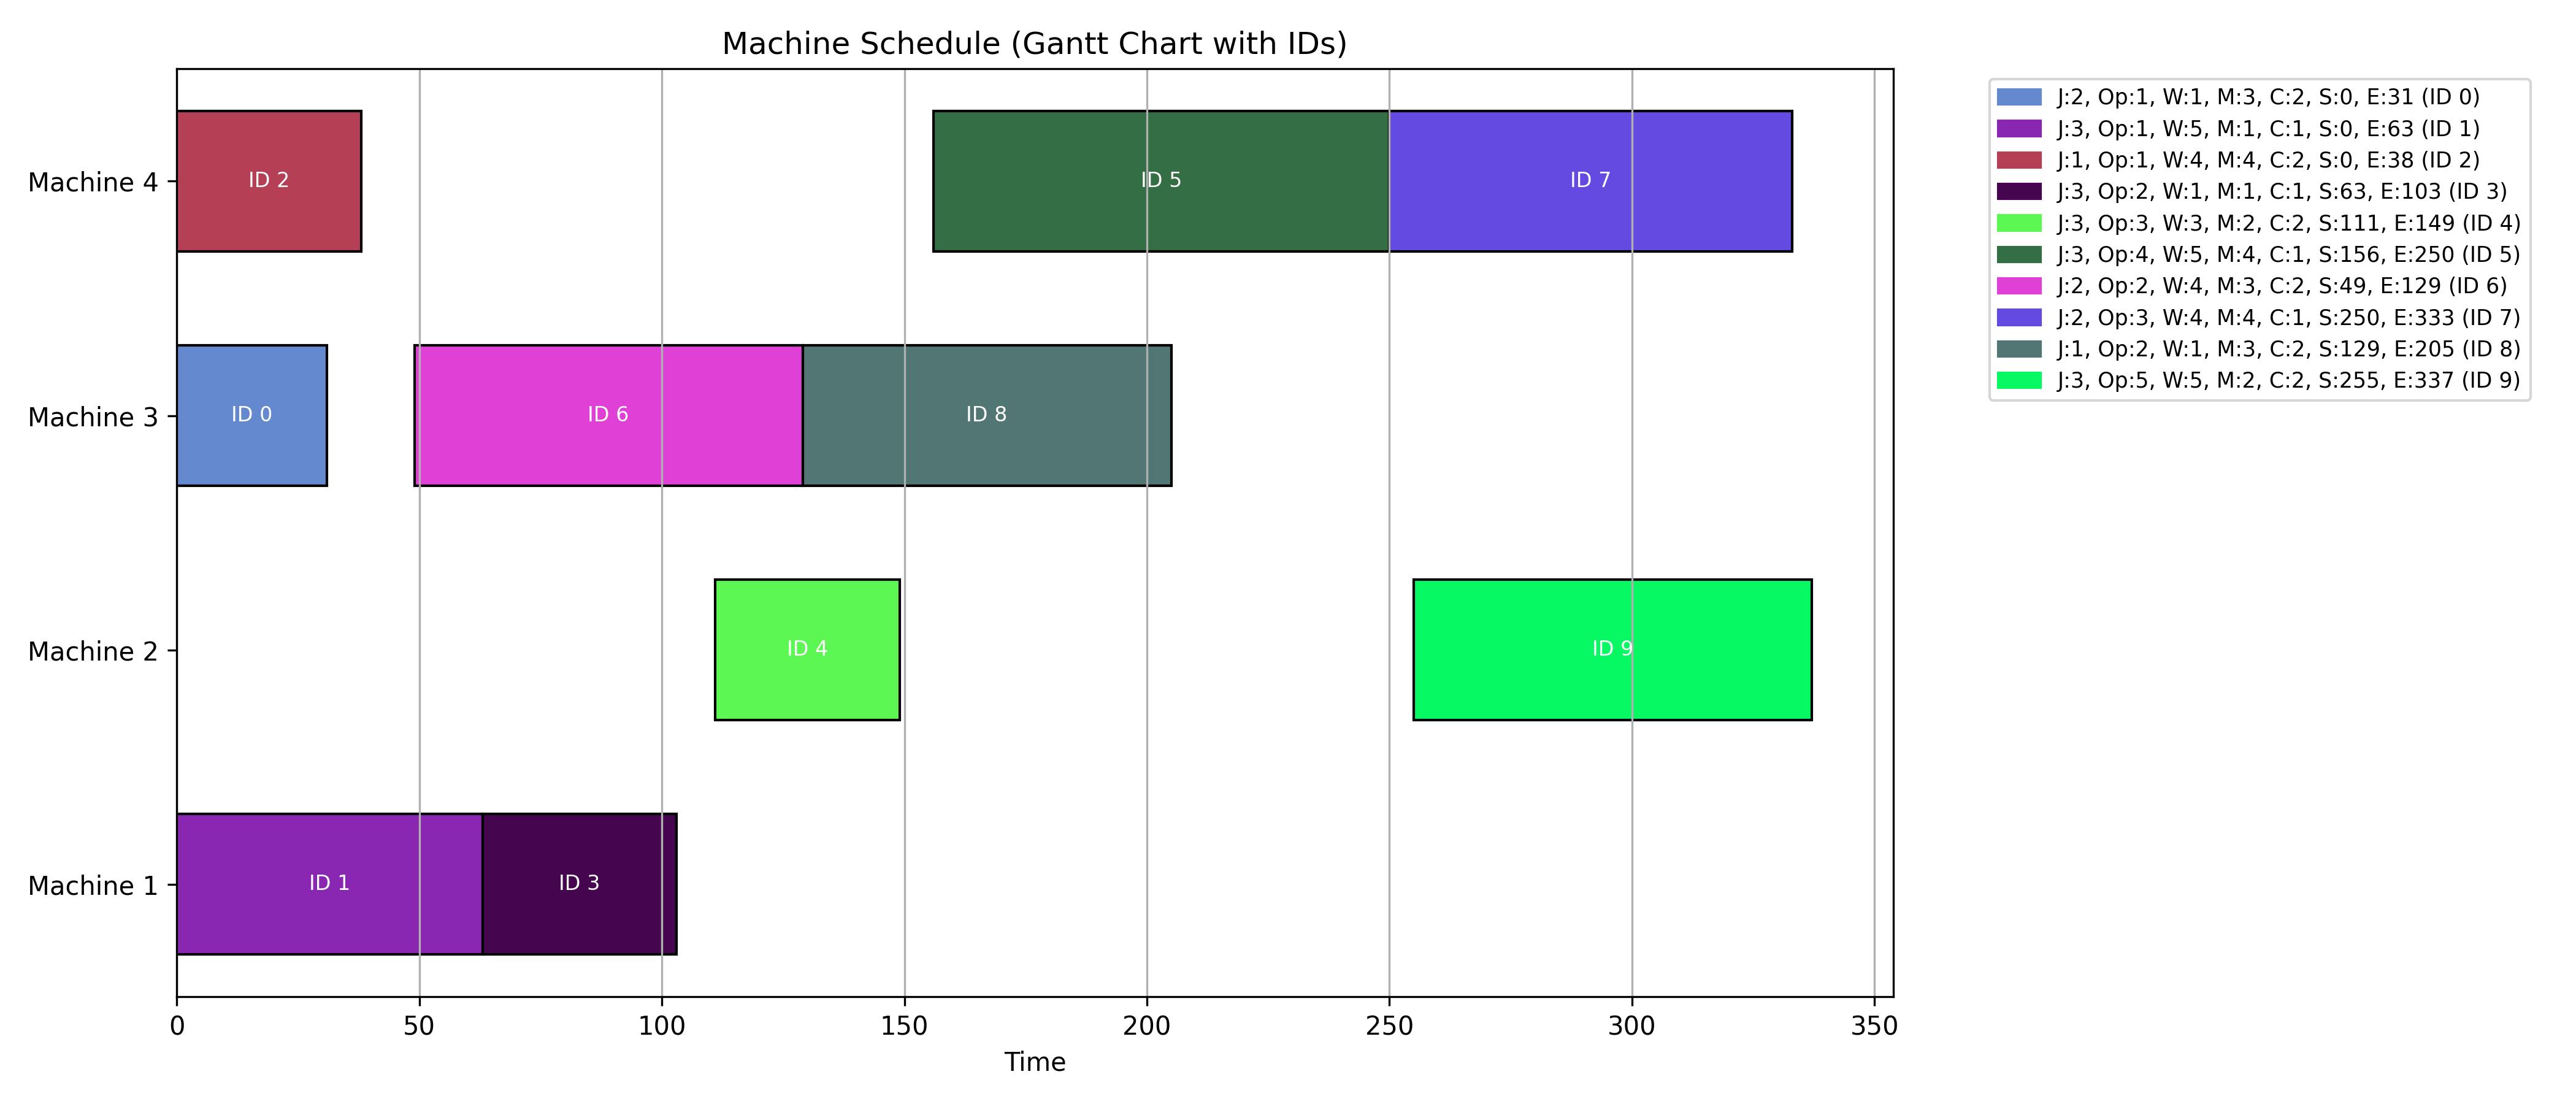 Machine Schedule (Gantt Chart with IDs)
Machine 4
Machine 3
Machine 2
Machine 1
ID 2
ID 5
ID 7
ID 0
ID 6
ID 8
ID 4
ID 9
ID 1
ID 3
0 50 100 150 200 250 300 350
Time
J:2, Op:1, W:1, M:3, C:2, S:0, E:31 (ID 0)
J:3, Op:1, W:5, M:1, C:1, S:0, E:63 (ID 1)
J:1, Op:1, W:4, M:4, C:2, S:0, E:38 (ID 2)
J:3, Op:2, W:1, M:1, C:1, S:63, E:103 (ID 3)
J:3, Op:3, W:3, M:2, C:2, S:111, E:149 (ID 4)
J:3, Op:4, W:5, M:4, C:1, S:156, E:250 (ID 5)
J:2, Op:2, W:4, M:3, C:2, S:49, E:129 (ID 6)
J:2, Op:3, W:4, M:4, C:1, S:250, E:333 (ID 7)
J:1, Op:2, W:1, M:3, C:2, S:129, E:205 (ID 8)
J:3, Op:5, W:5, M:2, C:2, S:255, E:337 (ID 9)